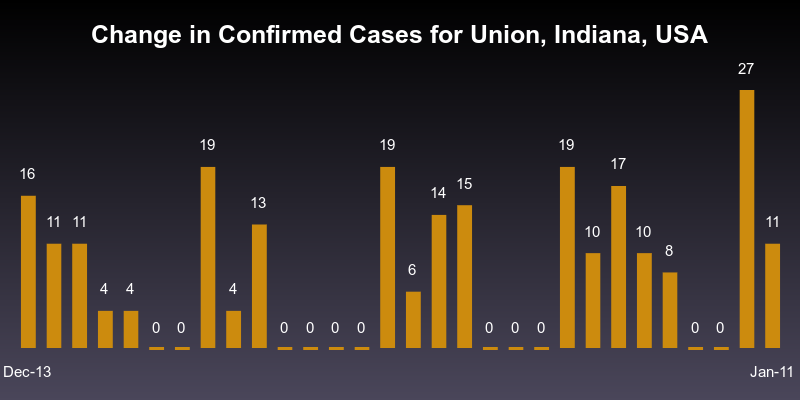 Change in Confirmed Cases for Union, Indiana, USA
16 11 11 4 4 0 0 19 4 13 0 0 0 0 19 6 14 15 0 0 0 19 10 17 10 8 0 0 27 11
Dec-13 Jan-11